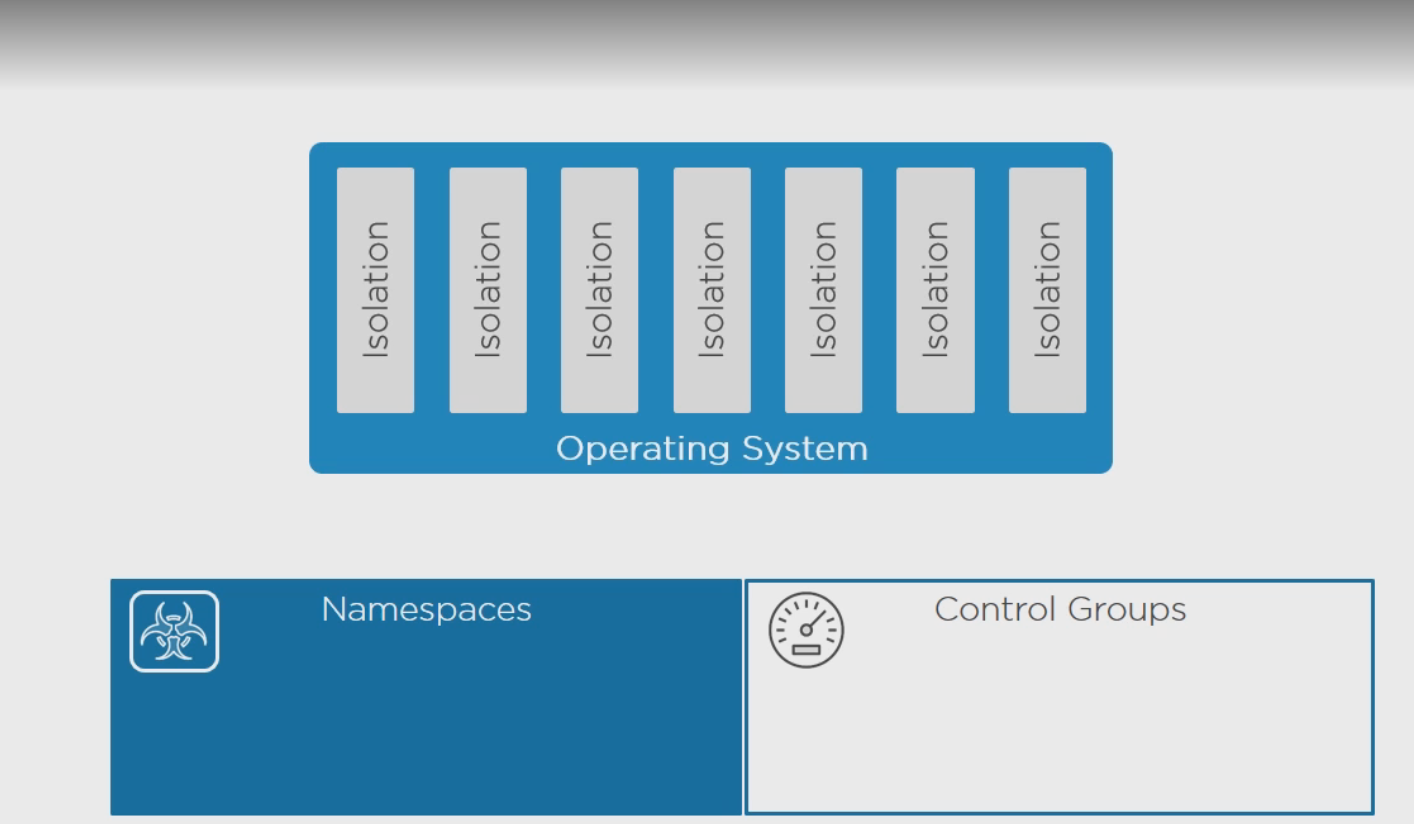 Isolation
Isolation
Isolation
Isolation
Isolation
Isolation
Isolation
Operating System
Namespaces
Control Groups